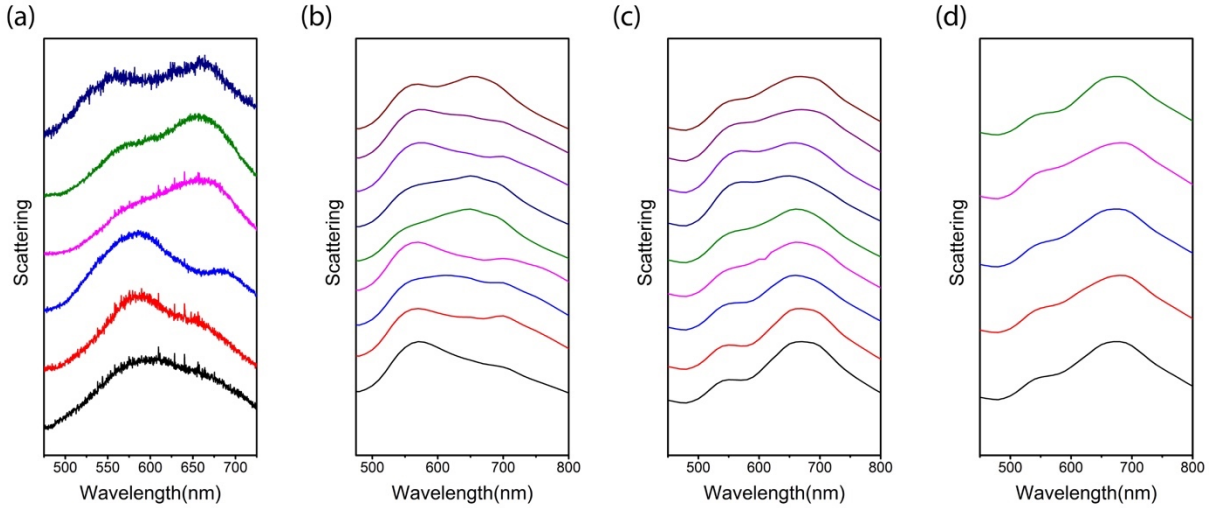 (a)
Scattering
500 550 600 650 700
Wavelength(nm)
(b)
Scattering
500 600 700 800
Wavelength(nm)
(c)
Scattering
500 600 700 800
Wavelength(nm)
(d)
Scattering
500 600 700 800
Wavelength(nm)